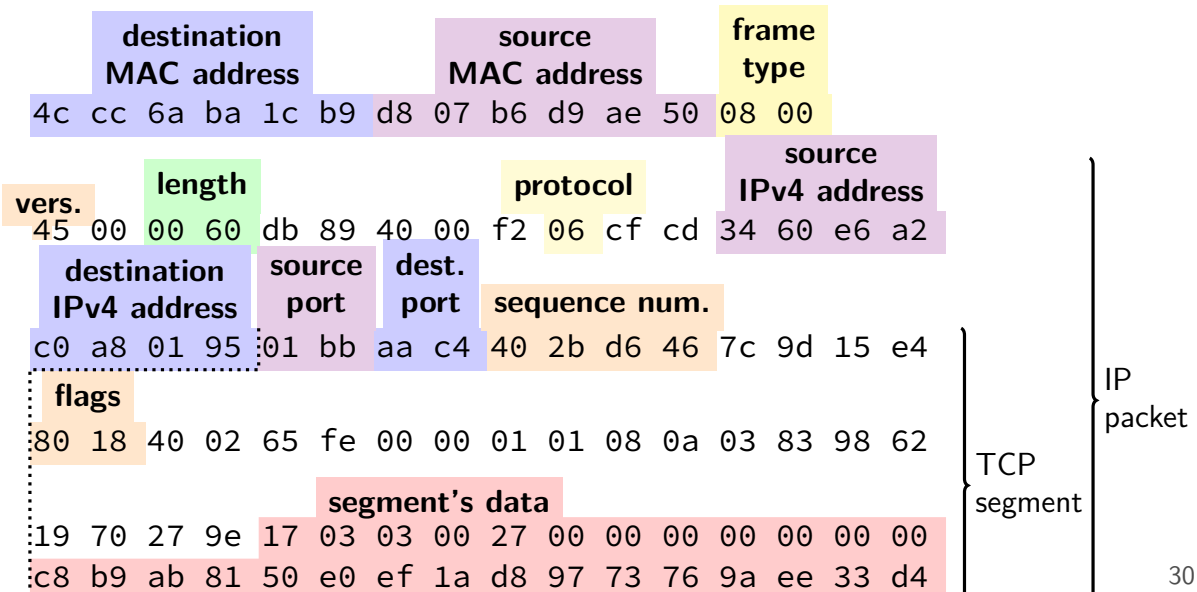 destination source frame
MAC address MAC address type
4c cc 6a ba 1c b9 d8 07 b6 d9 ae 50 08 00
vers. length protocol source IPv4 address
45 00 00 60 db 89 40 00 f2 06 cf cd 34 60 e6 a2
destination source dest.
IPv4 address port port sequence num.
c0 a8 01 95 01 bb aa c4 40 2b d6 46 7c 9d 15 e4
flags
80 18 40 02 65 fe 00 00 01 01 08 0a 03 83 98 62
segment's data
19 70 27 9e 17 03 03 00 27 00 00 00 00 00 00 00
c8 b9 ab 81 50 e0 ef 1a d8 97 73 76 9a ee 33 d4
TCP
segment
IP
packet
30